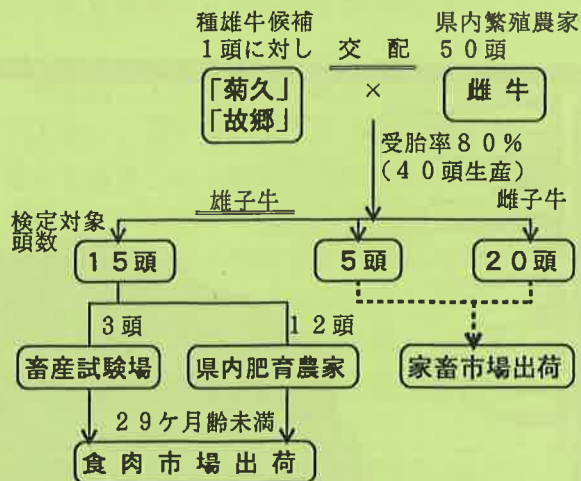 種雄牛候補
1頭に対し
交配
県内繁殖農家
50頭
「菊久」
「故郷」
×
雌牛
受胎率80%
(40頭生産)
雄子牛
雌子牛
検定対象
頭数
15頭
5頭
20頭
3頭
12頭
畜産試験場
県内肥育農家
家畜市場出荷
29ケ月齢未満
食肉市場出荷